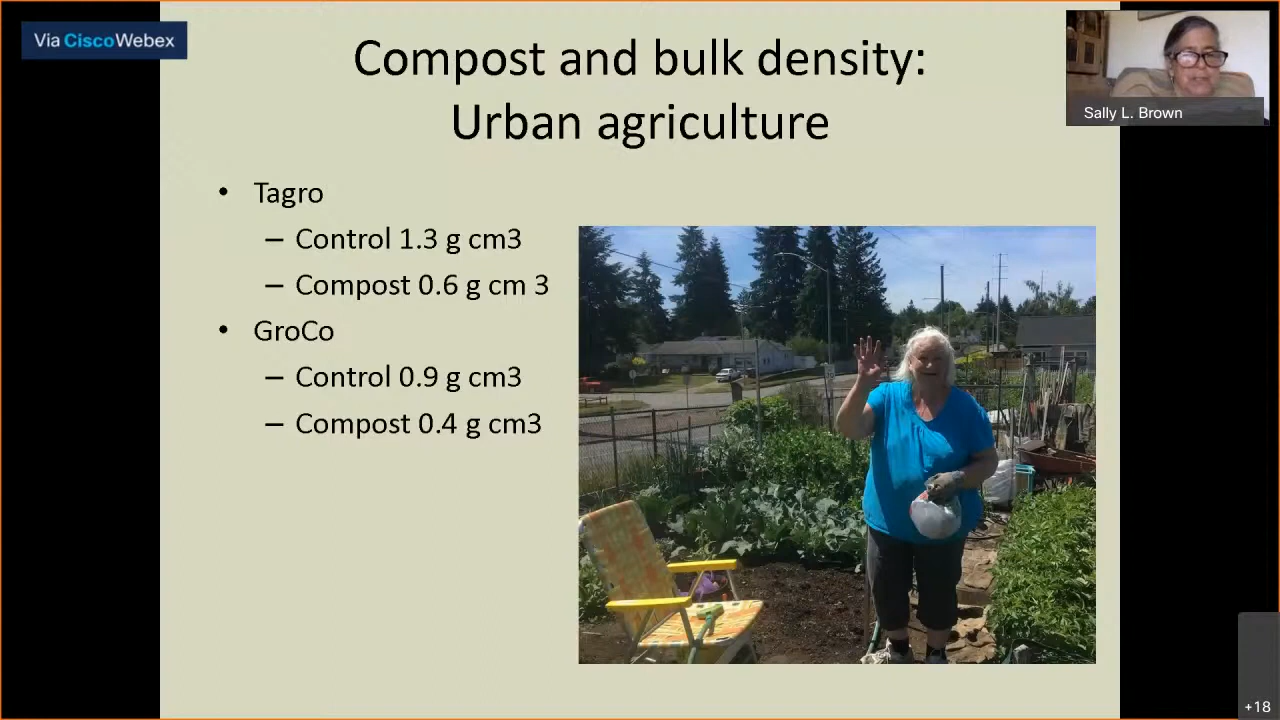 Via CiscoWebex
Compost and bulk density:
Urban agriculture
Sally L. Brown
• Tagro
– Control 1.3 g cm3
– Compost 0.6 g cm 3
• GroCo
– Control 0.9 g cm3
– Compost 0.4 g cm3
+18